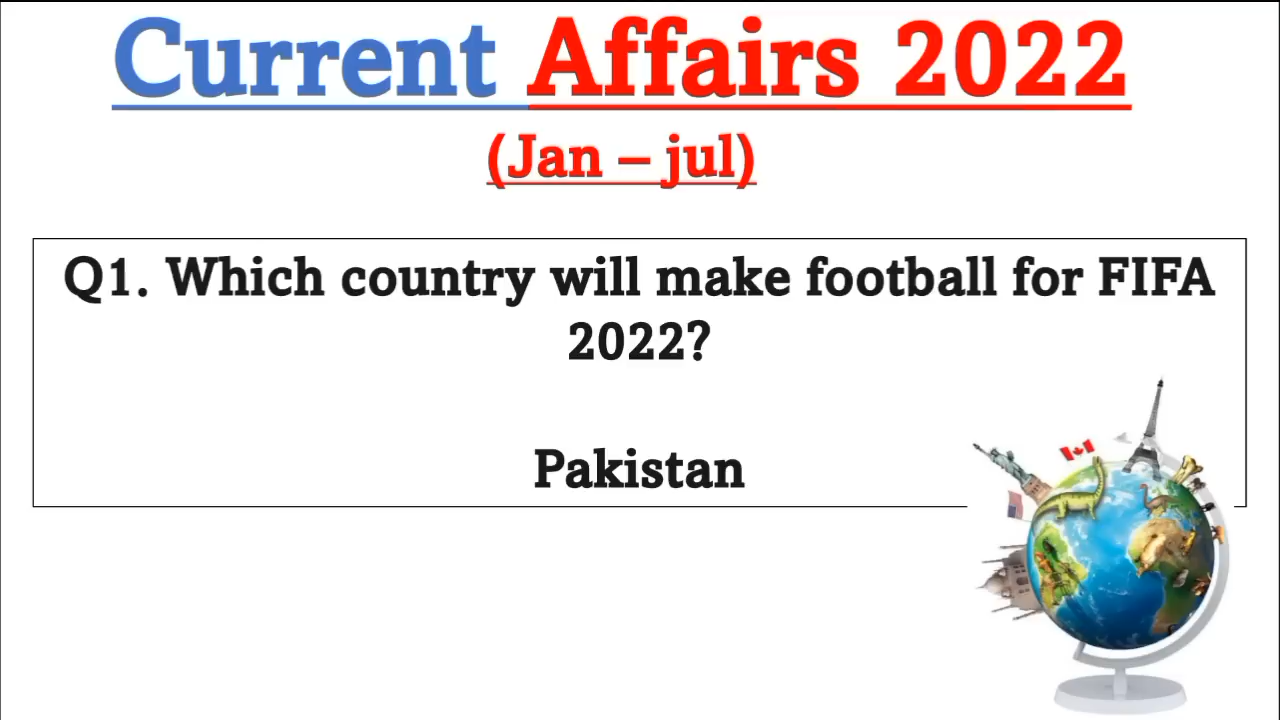 Current Affairs 2022
(Jan – jul)
Q1. Which country will make football for FIFA
2022?
Pakistan